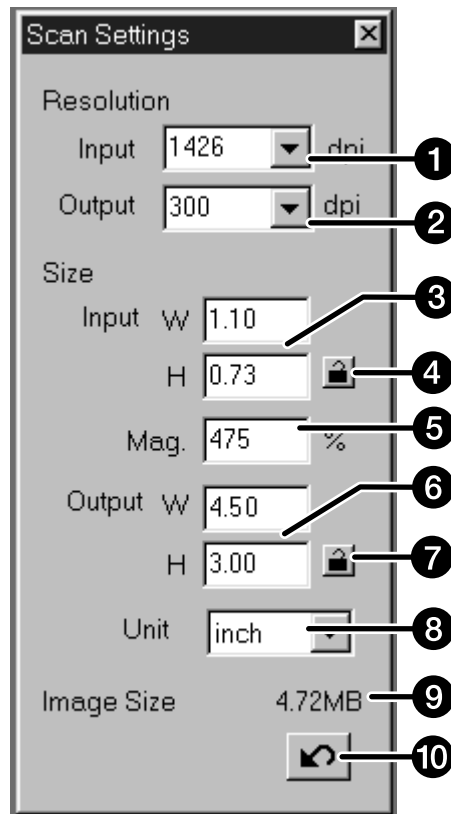 Scan Settings
Resolution
Input 1426 dpi 1
Output 300 dpi 2
Size
3
Input W 1.10
H 0.73 4
Mag. 475 % 5
6
Output W 4.50
H 3.00 7
Unit inch 8
Image Size 4.72MB 9
10